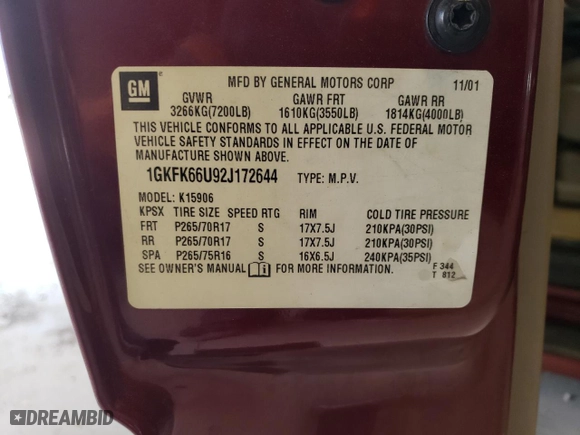 GM
MFD BY GENERAL MOTORS CORP 11/01
GVWR GAWR FRT GAWR RR
3266KG(7200LB) 1610KG(3550LB) 1814KG(4000LB)
THIS VEHICLE CONFORMS TO ALL APPLICABLE U.S. FEDERAL MOTOR
VEHICLE SAFETY STANDARDS IN EFFECT ON THE DATE OF
MANUFACTURE SHOWN ABOVE.
1GKFK66U92J172644 TYPE: M.P.V.
MODEL: K15906
KPSX TIRE SIZE SPEED RTG RIM COLD TIRE PRESSURE
FRT P265/70R17 S 17X7.5J 210KPA(30PSI)
RR P265/70R17 S 17X7.5J 210KPA(30PSI)
SPA P265/75R16 S 16X6.5J 240KPA(35PSI)
SEE OWNER'S MANUAL FOR MORE INFORMATION.
F 344
T 812
DREAMBID